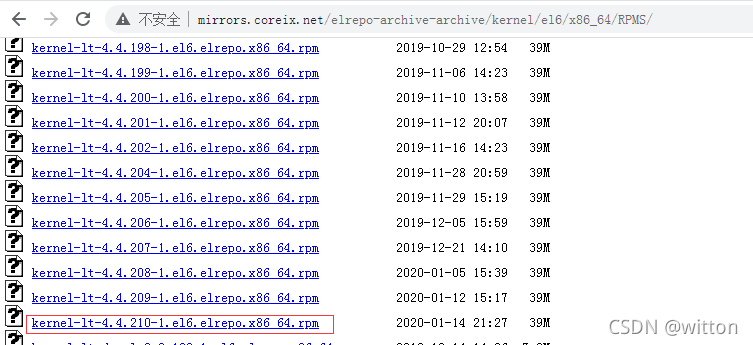 不安全 | mirrors.coreix.net/elrepo-archive-archive/kernel/el6/x86_64/RPMS/
kernel-lt-4.4.198-1.el6.elrepo.x86_64.rpm 2019-10-29 12:54 39M
kernel-lt-4.4.199-1.el6.elrepo.x86_64.rpm 2019-11-06 14:23 39M
kernel-lt-4.4.200-1.el6.elrepo.x86_64.rpm 2019-11-10 13:58 39M
kernel-lt-4.4.201-1.el6.elrepo.x86_64.rpm 2019-11-12 20:07 39M
kernel-lt-4.4.202-1.el6.elrepo.x86_64.rpm 2019-11-16 14:23 39M
kernel-lt-4.4.204-1.el6.elrepo.x86_64.rpm 2019-11-28 20:59 39M
kernel-lt-4.4.205-1.el6.elrepo.x86_64.rpm 2019-11-29 15:19 39M
kernel-lt-4.4.206-1.el6.elrepo.x86_64.rpm 2019-12-05 15:59 39M
kernel-lt-4.4.207-1.el6.elrepo.x86_64.rpm 2019-12-21 14:10 39M
kernel-lt-4.4.208-1.el6.elrepo.x86_64.rpm 2020-01-05 15:39 39M
kernel-lt-4.4.209-1.el6.elrepo.x86_64.rpm 2020-01-12 15:17 39M
kernel-lt-4.4.210-1.el6.elrepo.x86_64.rpm 2020-01-14 21:27 39M
CSDN @witton